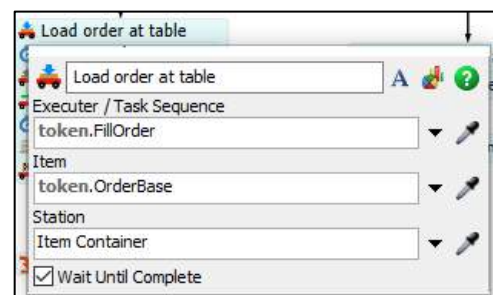 Load order at table
Load order at table
Executer / Task Sequence
token.FillOrder
Item
token.OrderBase
Station
Item Container
Wait Until Complete